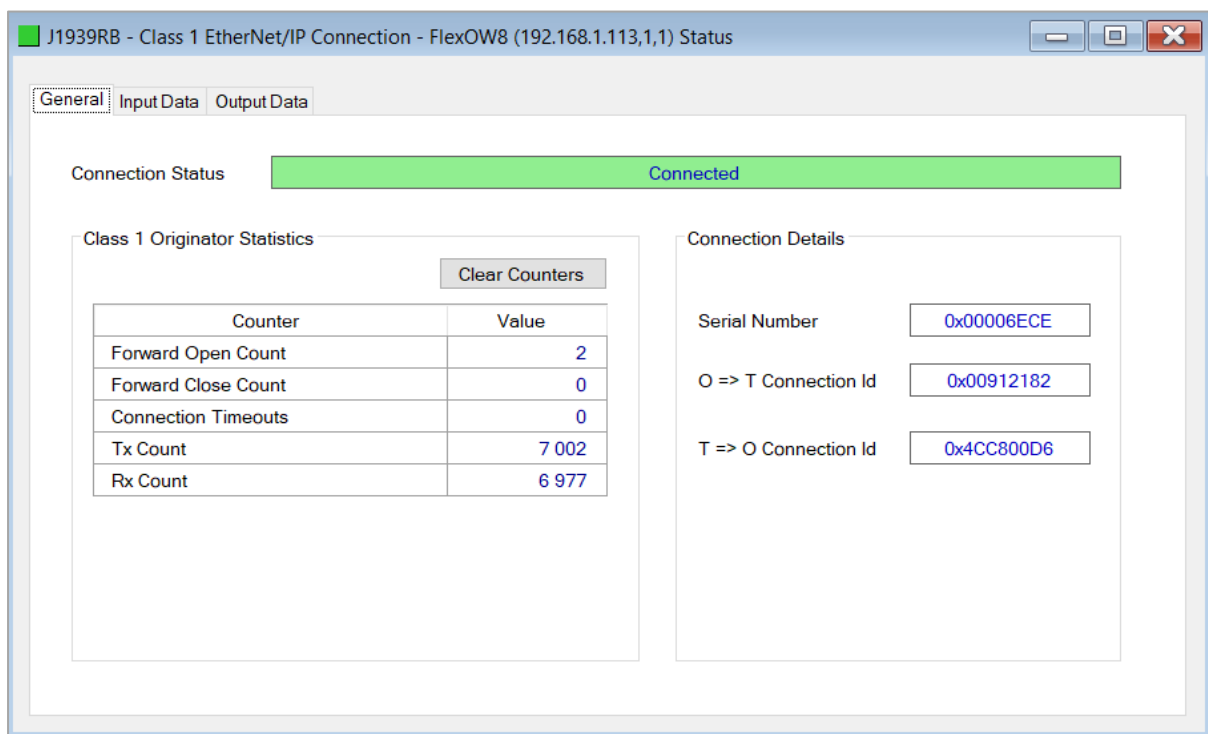 J1939RB - Class 1 EtherNet/IP Connection - FlexOW8 (192.168.1.113,1,1) Status
General Input Data Output Data
Connection Status Connected
Class 1 Originator Statistics
Clear Counters
Counter Value
Forward Open Count 2
Forward Close Count 0
Connection Timeouts 0
Tx Count 7 002
Rx Count 6 977
Connection Details
Serial Number 0x00006ECE
O => T Connection Id 0x00912182
T => O Connection Id 0x4CC800D6